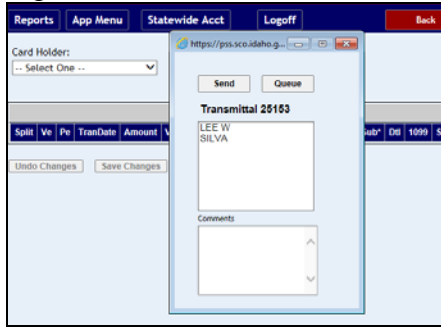 Reports App Menu Statewide Acct Logoff Back
https://pss.sco.idaho.g...
Card Holder:
-- Select One --
Send Queue
Transmittal 25153
Split Ve Pe TranDate Amount V Sub* Dtl 1099 S
LEE W
SILVA
Undo Changes Save Changes
Comments